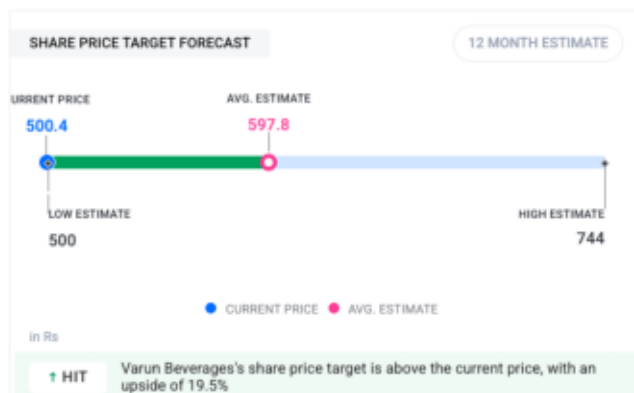 SHARE PRICE TARGET FORECAST
12 MONTH ESTIMATE
URRENT PRICE
AVG. ESTIMATE
500.4
597.8
LOW ESTIMATE
HIGH ESTIMATE
500
744
CURRENT PRICE AVG. ESTIMATE
in Rs
↑ HIT
Varun Beverages's share price target is above the current price, with an
upside of 19.5%